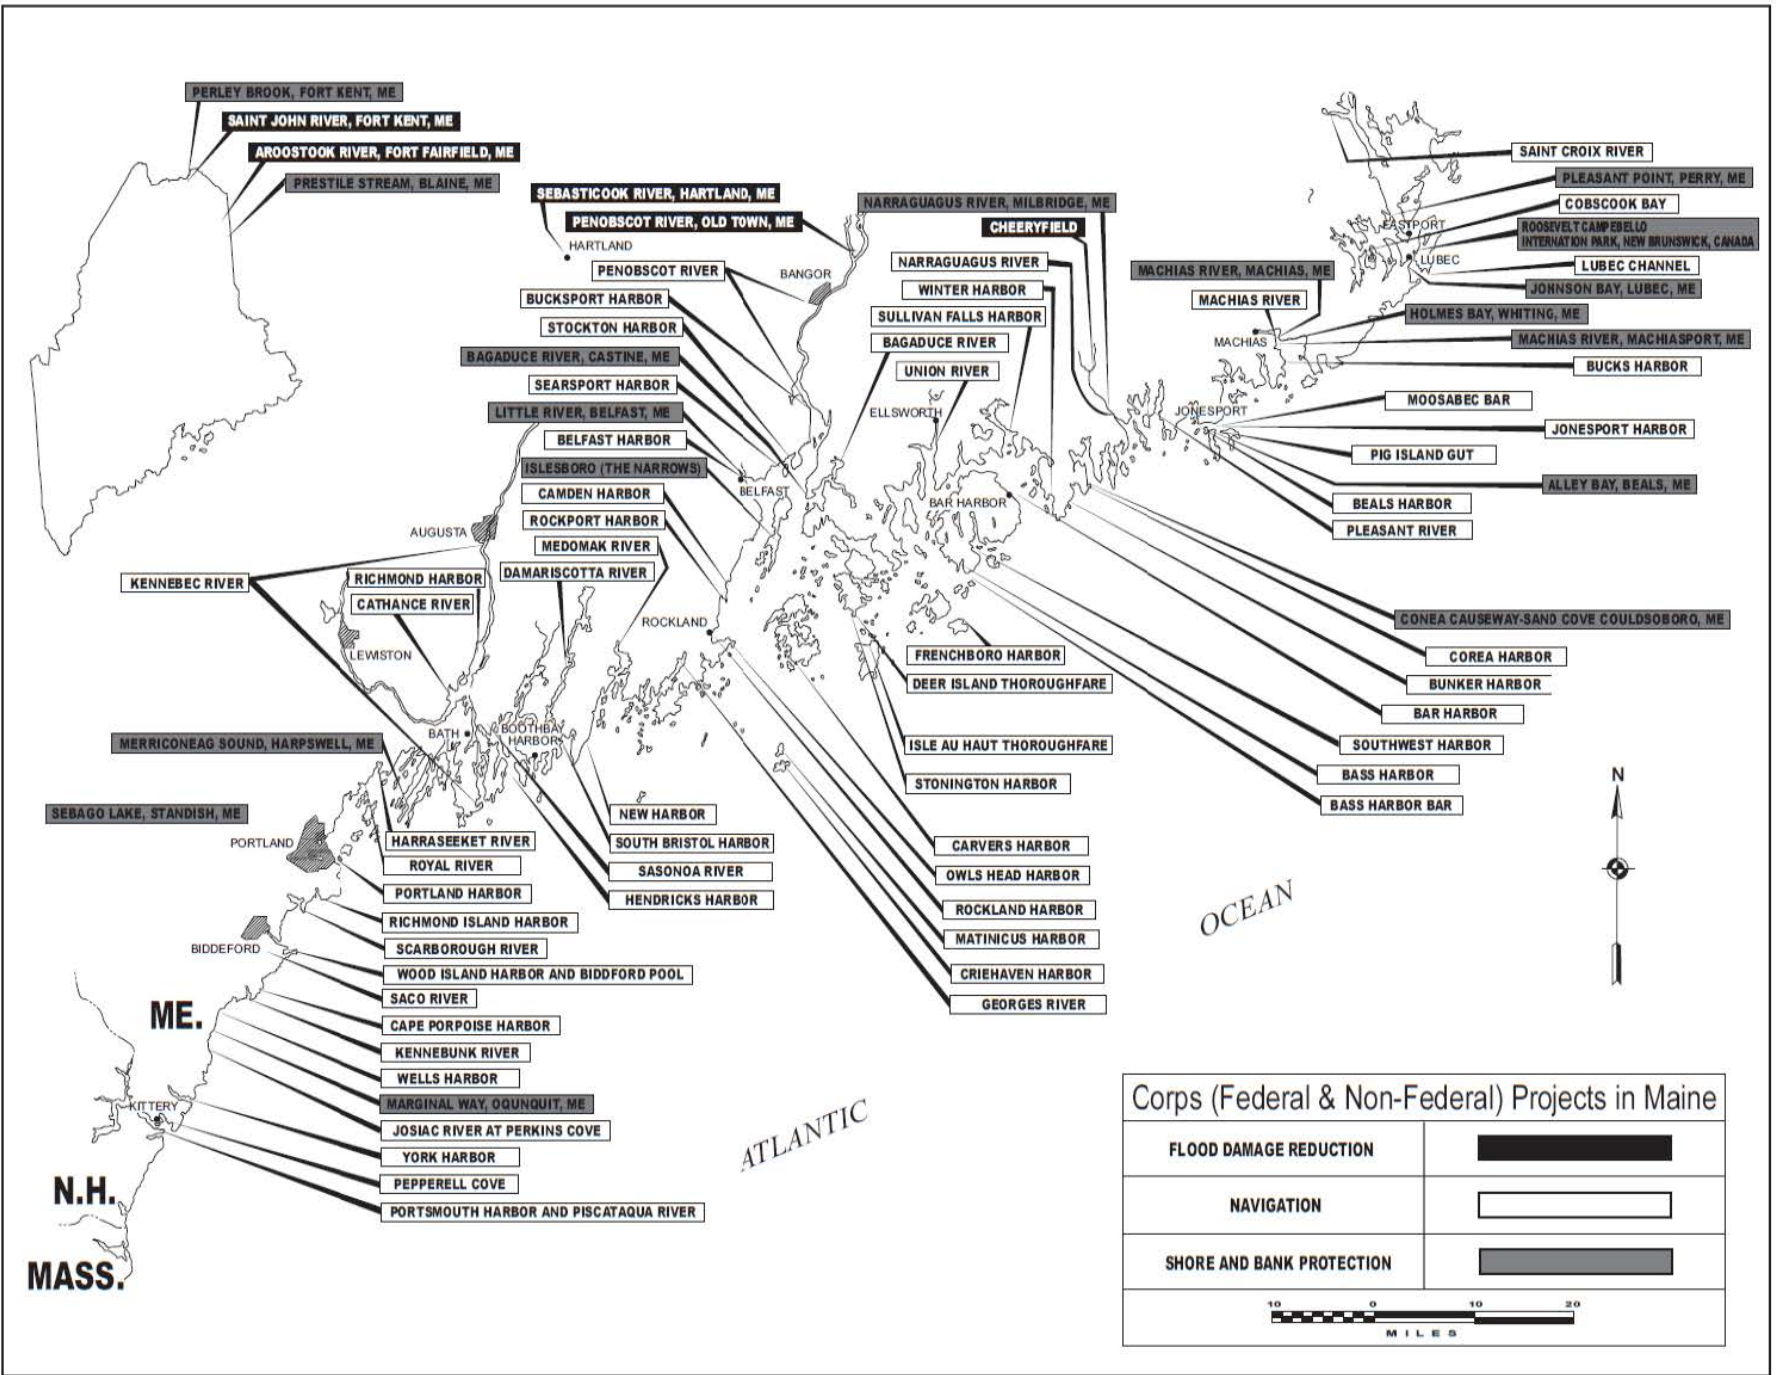 PERLEY BROOK, FORT KENT, ME
SAINT JOHN RIVER, FORT KENT, ME
AROOSTOOK RIVER, FORT FAIRFIELD, ME
PRESTILE STREAM, BLAINE, ME
SEBASTICOOK RIVER, HARTLAND, ME
PENOBSCOT RIVER, OLD TOWN, ME
HARTLAND
PENOBSCOT RIVER
BANGOR
BUCKSPORT HARBOR
STOCKTON HARBOR
BAGADUCE RIVER, CASTINE, ME
SEARSPORT HARBOR
LITTLE RIVER, BELFAST, ME
BELFAST HARBOR
ISLESBORO (THE NARROWS)
CAMDEN HARBOR
BELFAST
ROCKPORT HARBOR
MEDOMAK RIVER
DAMARISCOTTA RIVER
AUGUSTA
KENNEBEC RIVER
RICHMOND HARBOR
CATHANCE RIVER
LEWISTON
ROCKLAND
NARRAGUAGUS RIVER, MILBRIDGE, ME
CHEERYFIELD
NARRAGUAGUS RIVER
WINTER HARBOR
SULLIVAN FALLS HARBOR
BAGADUCE RIVER
UNION RIVER
ELLSWORTH
BAR HARBOR
SAINT CROIX RIVER
PLEASANT POINT, PERRY, ME
COBSCOOK BAY
EASTPORT
ROOSEVELT CAMPEBELLO
INTERNATION PARK, NEW BRUNSWICK, CANADA
LUBEC
LUBEC CHANNEL
MACHIAS RIVER, MACHIAS, ME
JOHNSON BAY, LUBEC, ME
MACHIAS RIVER
HOLMES BAY, WHITING, ME
MACHIAS
MACHIAS RIVER, MACHIASPORT, ME
BUCKS HARBOR
MOOSABEC BAR
JONESPORT
JONESPORT HARBOR
PIG ISLAND GUT
ALLEY BAY, BEALS, ME
BEALS HARBOR
PLEASANT RIVER
CONEA CAUSEWAY-SAND COVE COULDSOBORO, ME
COREA HARBOR
BUNKER HARBOR
BAR HARBOR
SOUTHWEST HARBOR
BASS HARBOR
BASS HARBOR BAR
FRENCHBORO HARBOR
DEER ISLAND THOROUGHFARE
ISLE AU HAUT THOROUGHFARE
STONINGTON HARBOR
CARVERS HARBOR
OWLS HEAD HARBOR
ROCKLAND HARBOR
MATINICUS HARBOR
CRIEHAVEN HARBOR
GEORGES RIVER
BATH
BOOTHBAY
HARBOR
MERRICONEAG SOUND, HARPSWELL, ME
SEBAGO LAKE, STANDISH, ME
PORTLAND
NEW HARBOR
SOUTH BRISTOL HARBOR
SASONOA RIVER
HENDRICKS HARBOR
HARRASEEKET RIVER
ROYAL RIVER
PORTLAND HARBOR
RICHMOND ISLAND HARBOR
SCARBOROUGH RIVER
BIDDEFORD
WOOD ISLAND HARBOR AND BIDDFORD POOL
SACO RIVER
CAPE PORPOISE HARBOR
KENNEBUNK RIVER
WELLS HARBOR
MARGINAL WAY, OQUNQUIT, ME
JOSIAC RIVER AT PERKINS COVE
YORK HARBOR
PEPPERELL COVE
PORTSMOUTH HARBOR AND PISCATAQUA RIVER
ME.
KITTERY
N.H.
MASS.
ATLANTIC
OCEAN
N
Corps (Federal & Non-Federal) Projects in Maine
FLOOD DAMAGE REDUCTION
NAVIGATION
SHORE AND BANK PROTECTION
10 0 10 20
MILES